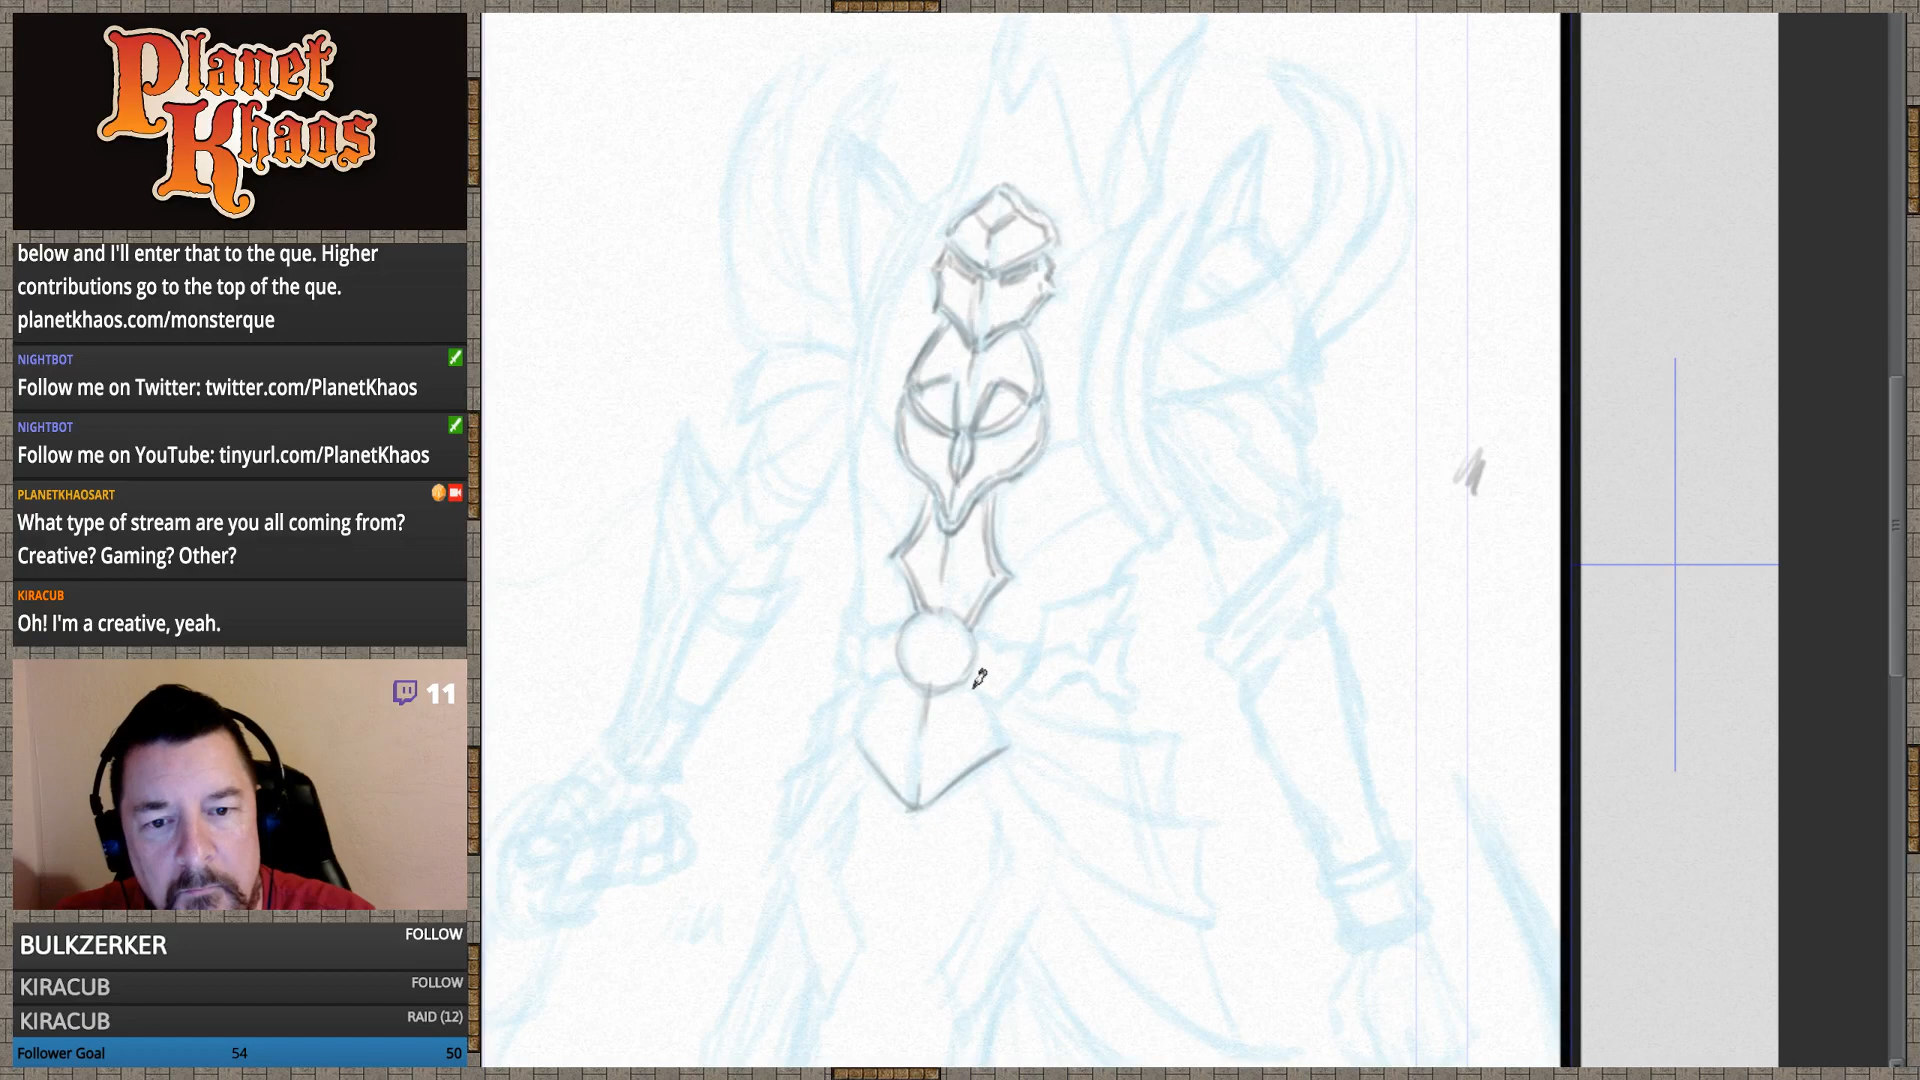 Planet
Khaos
below and I'll enter that to the que. Higher
contributions go to the top of the que.
planetkhaos.com/monsterque
NIGHTBOT
Follow me on Twitter: twitter.com/PlanetKhaos
NIGHTBOT
Follow me on YouTube: tinyurl.com/PlanetKhaos
PLANETKHAOSART
What type of stream are you all coming from?
Creative? Gaming? Other?
KIRACUB
Oh! I'm a creative, yeah.
11
BULKZERKER FOLLOW
KIRACUB FOLLOW
KIRACUB RAID (12)
Follower Goal 54 50